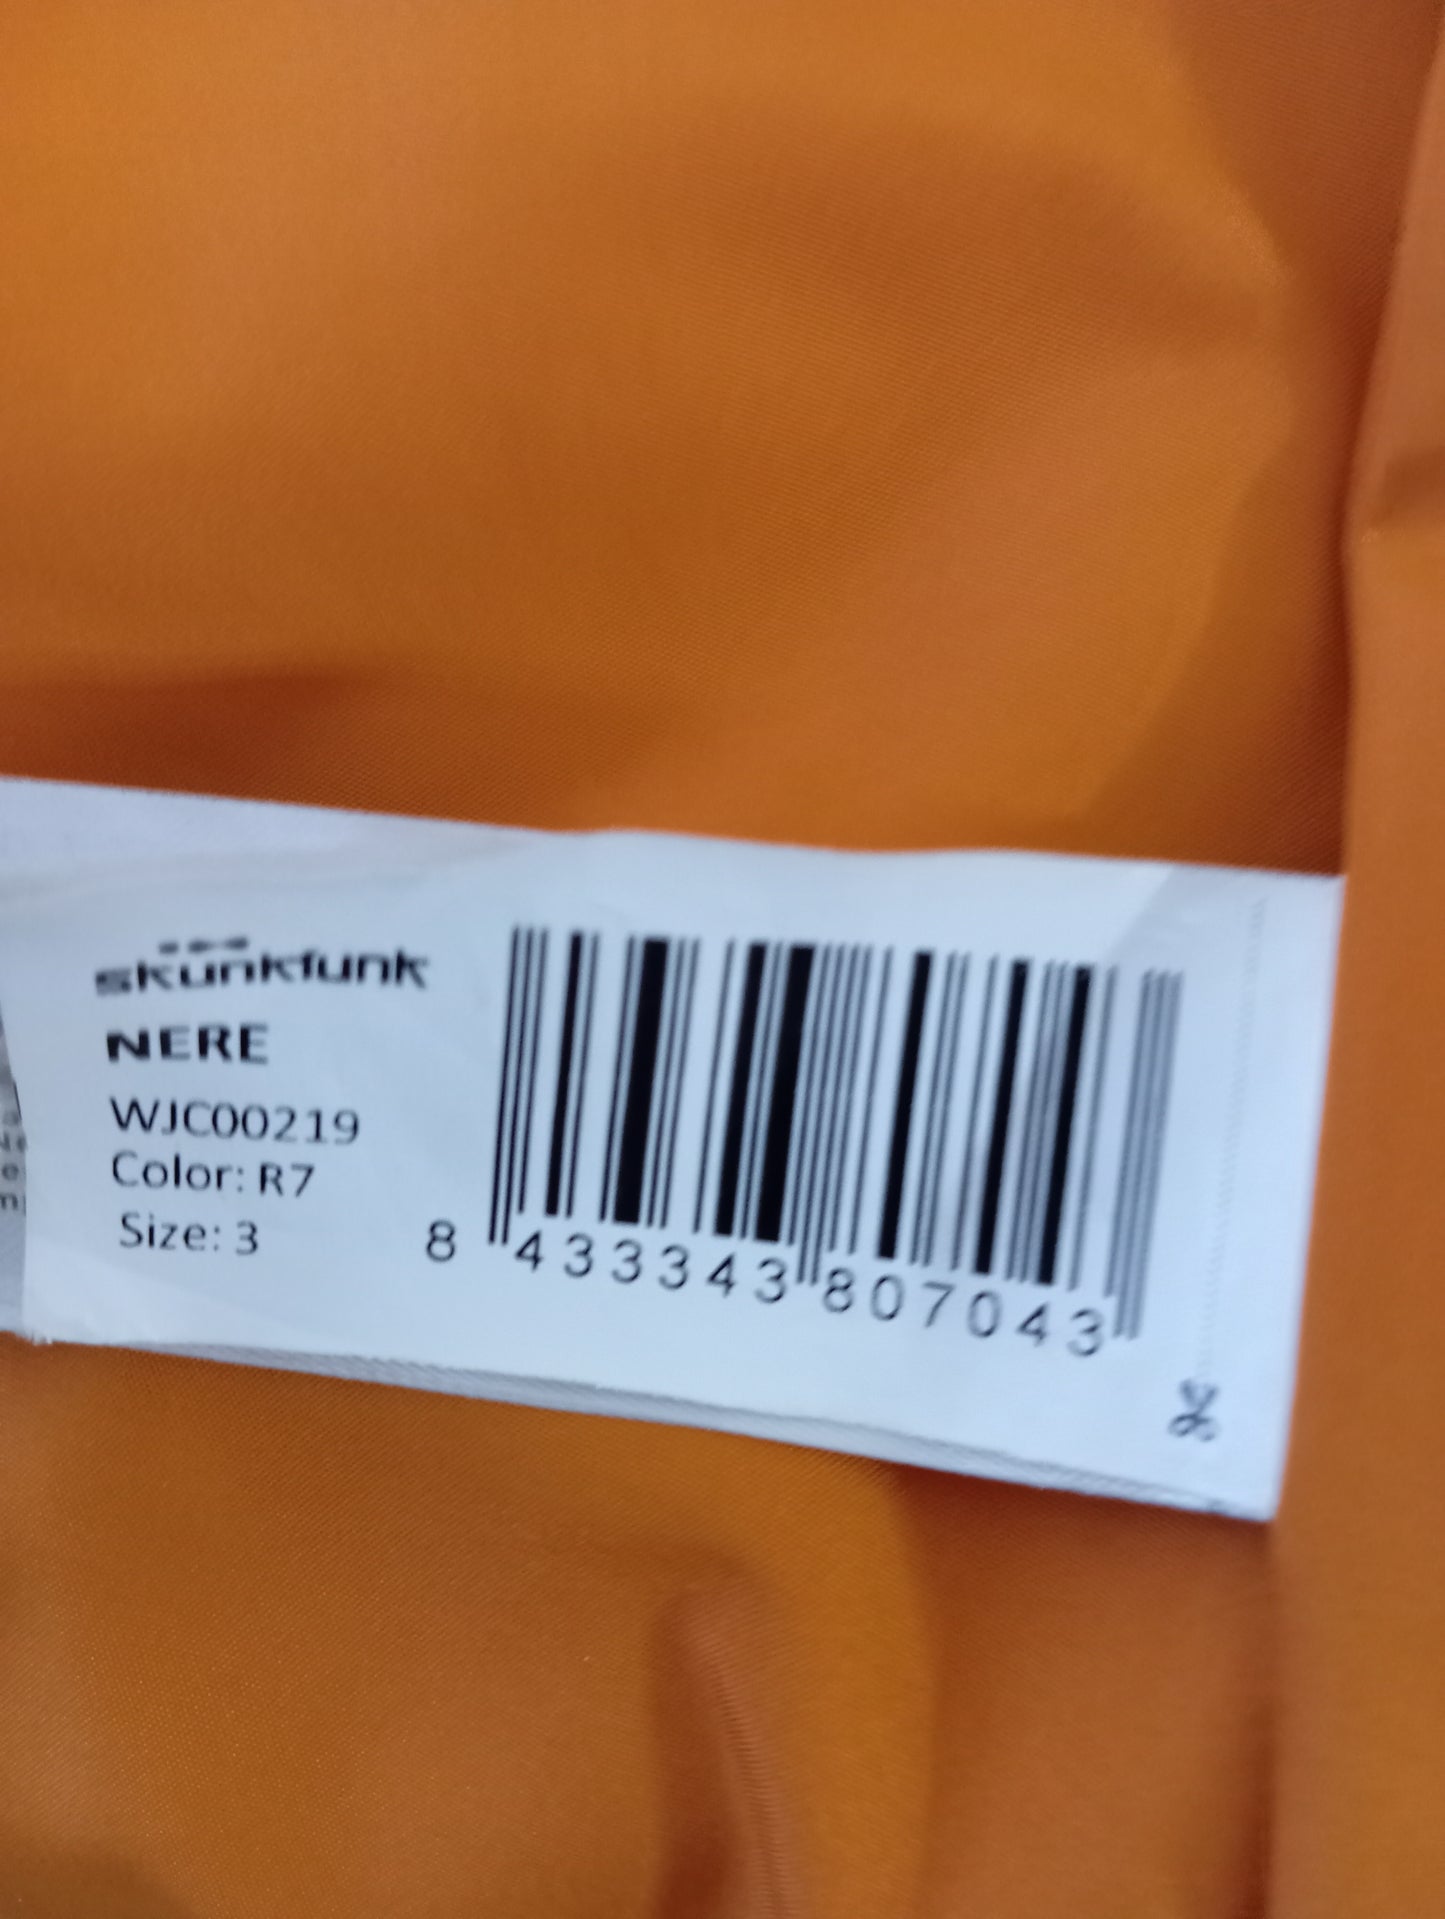 skunkfunk
NERE
WJC00219
Color: R7
Size: 3
8 433343 807043